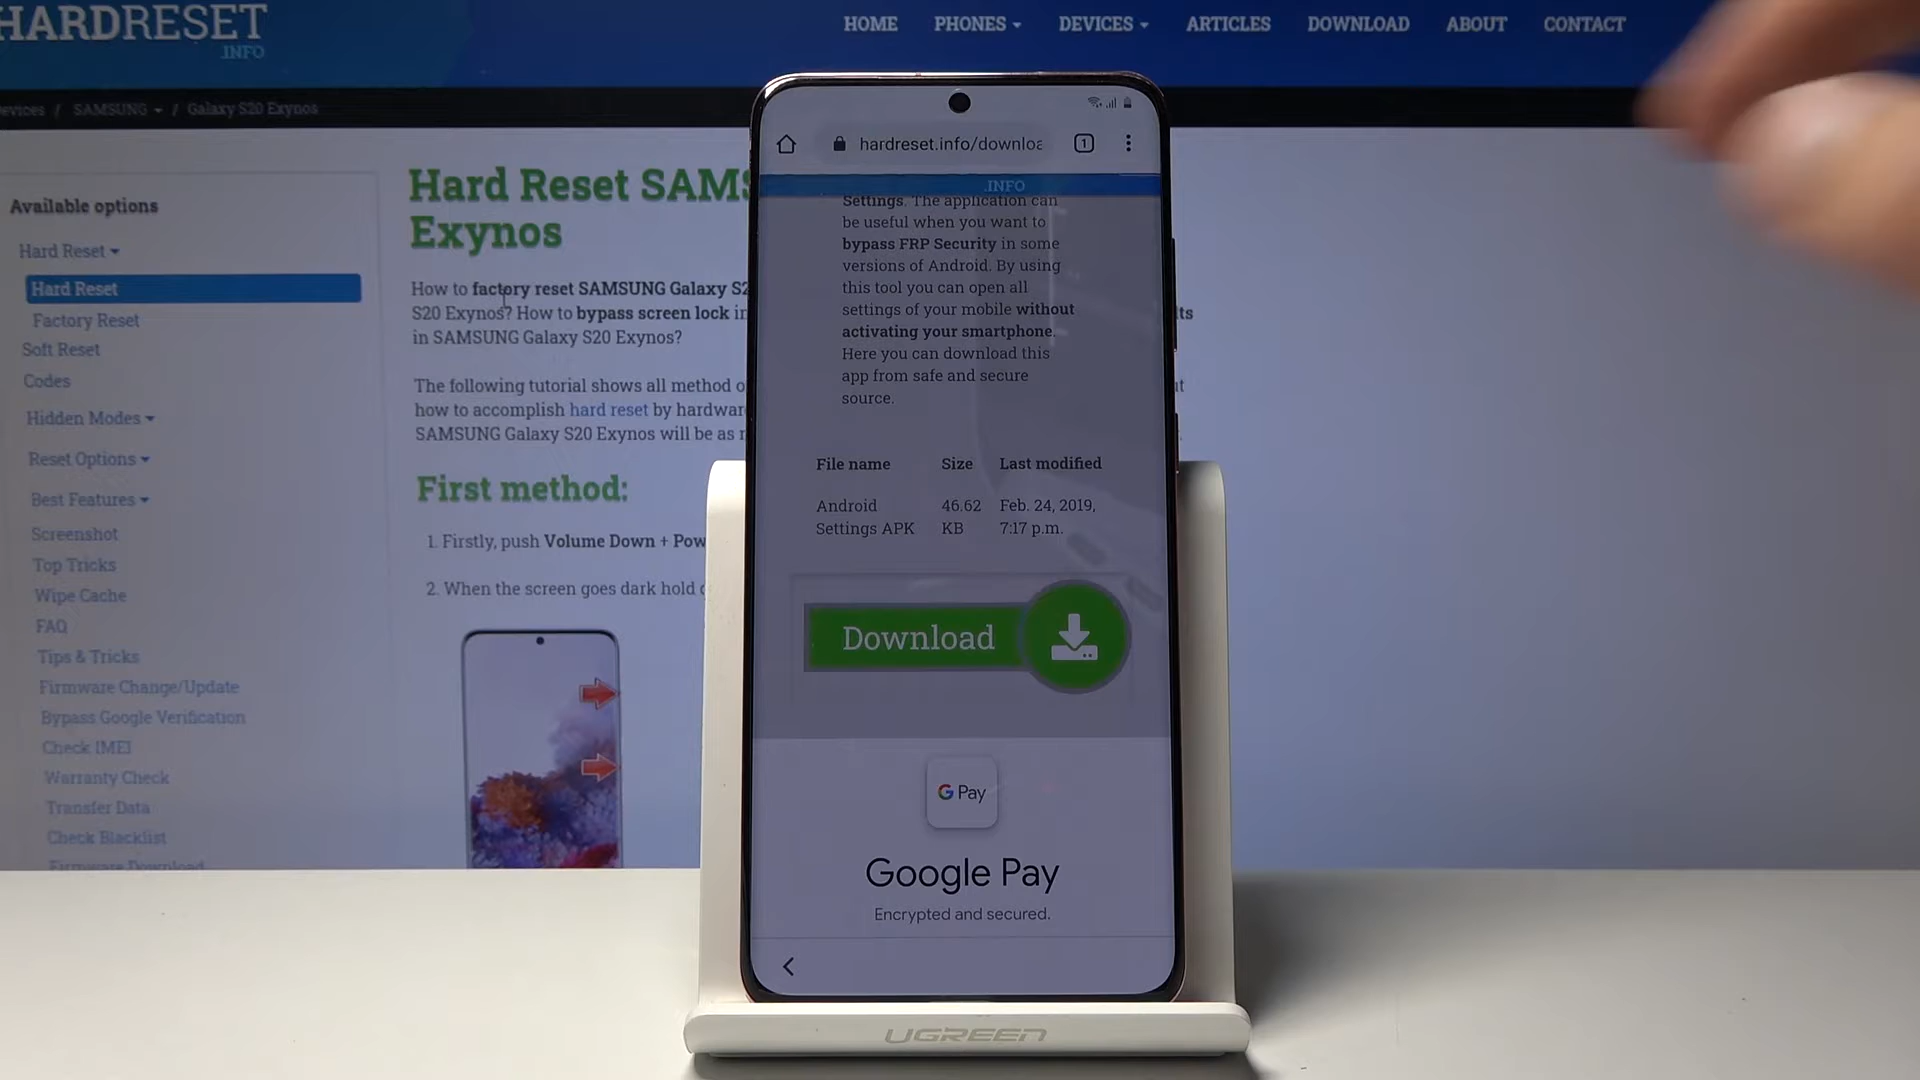 HARDRESET
.INFO
HOME
PHONES
DEVICES
ARTICLES
DOWNLOAD
ABOUT
CONTACT
/ SAMSUNG / Galaxy S20 Exynos
Available options
Hard Reset
Hard Reset
Factory Reset
Soft Reset
Codes
Hidden Modes
Reset Options
Best Features
Screenshot
Top Tricks
Wipe Cache
FAQ
Tips & Tricks
Firmware Change/Update
Bypass Google Verification
Check IMEI
Warranty Check
Transfer Data
Check Blacklist
Firmware Download
Hard Reset SAMS
Exynos
How to factory reset SAMSUNG Galaxy S2
S20 Exynos? How to bypass screen lock in
in SAMSUNG Galaxy S20 Exynos?
The following tutorial shows all method o
how to accomplish hard reset by hardwar
SAMSUNG Galaxy S20 Exynos will be as
First method:
1. Firstly, push Volume Down + Pow
2. When the screen goes dark hold
hardreset.info/downloa
1
.INFO
Settings. The application can
be useful when you want to
bypass FRP Security in some
versions of Android. By using
this tool you can open all
settings of your mobile without
activating your smartphone.
Here you can download this
app from safe and secure
source.
File name Size Last modified
Android 46.62 Feb. 24, 2019,
Settings APK KB 7:17 p.m.
Download
G Pay
Google Pay
Encrypted and secured.
UGREEN